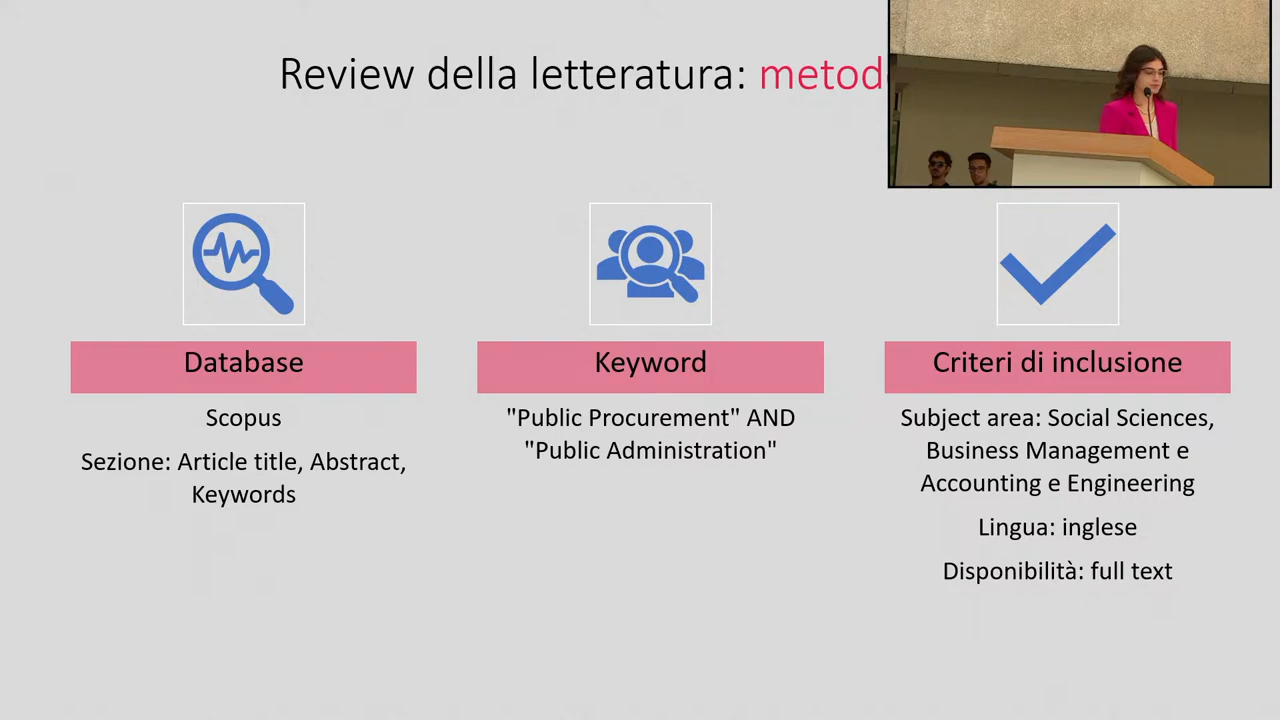 Review della letteratura:
Database
Scopus
Sezione: Article title, Abstract,
Keywords
Keyword
"Public Procurement" AND
"Public Administration"
Criteri di inclusione
Subject area: Social Sciences,
Business Management e
Accounting e Engineering
Lingua: inglese
Disponibilità: full text